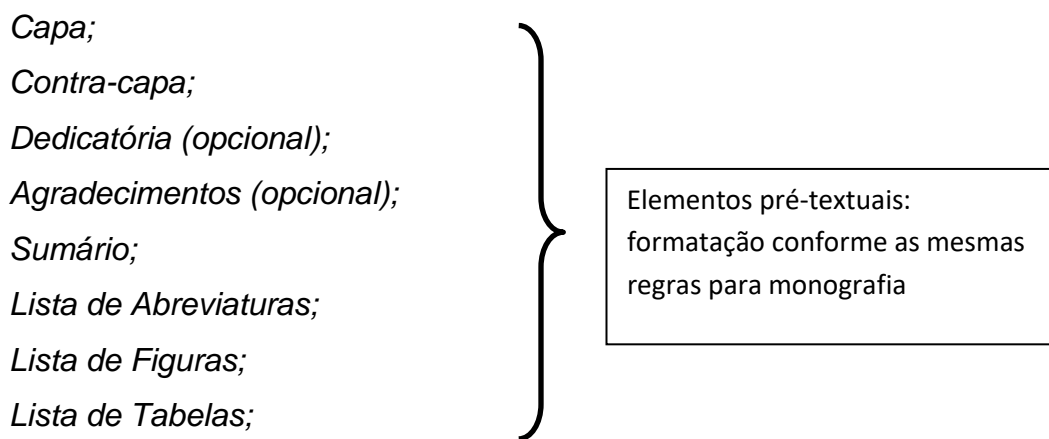 Capa;
Contra-capa;
Dedicatória (opcional);
Agradecimentos (opcional);
Sumário;
Lista de Abreviaturas;
Lista de Figuras;
Lista de Tabelas;
Elementos pré-textuais:
formatação conforme as mesmas
regras para monografia